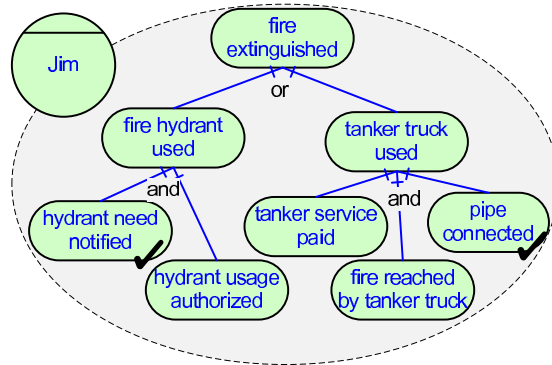 Jim
fire
extinguished
or
fire hydrant
used
tanker truck
used
and
and
hydrant need
notified
tanker service
paid
pipe
connected
hydrant usage
authorized
fire reached
by tanker truck